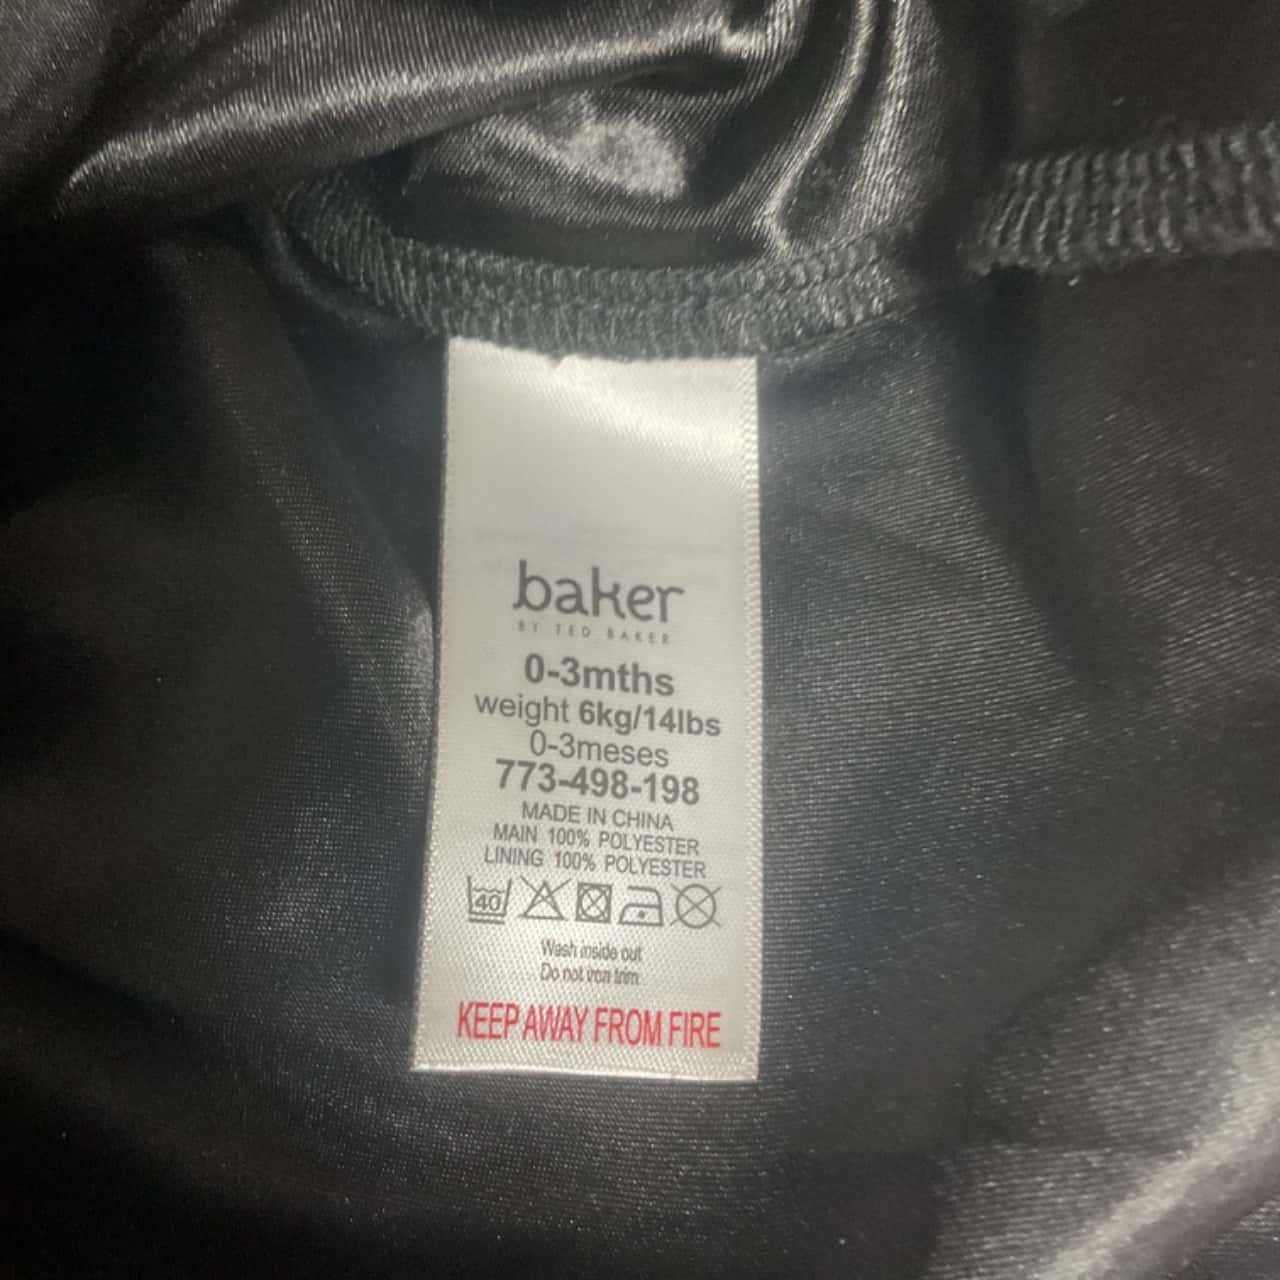 baker
BY TED BAKER
0-3mths
weight 6kg/14lbs
0-3meses
773-498-198
MADE IN CHINA
MAIN 100% POLYESTER
LINING 100% POLYESTER
40
Wash inside out
Do not iron trim
KEEP AWAY FROM FIRE